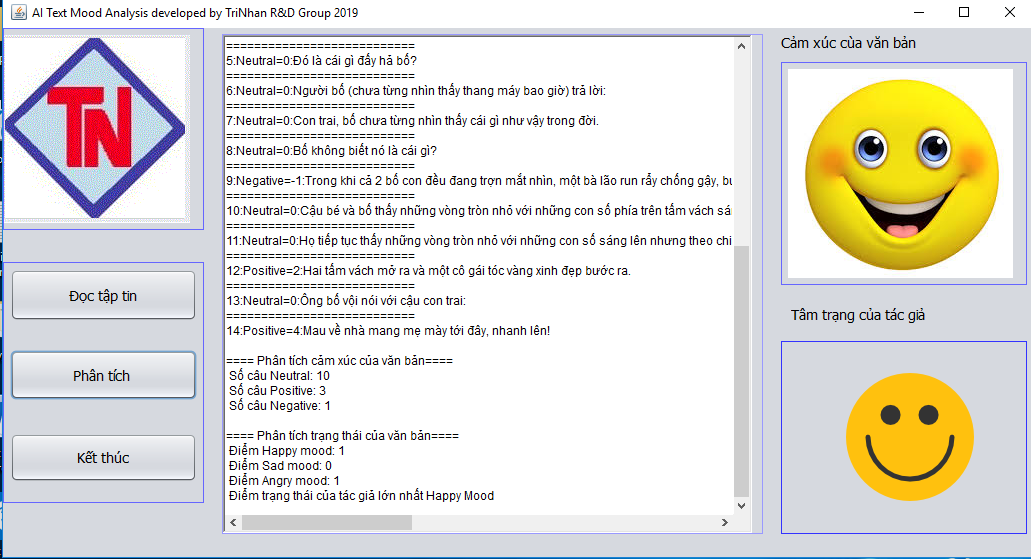 AI Text Mood Analysis developed by TriNhan R&D Group 2019
TN
Đọc tập tin
Phân tích
Kết thúc
===========================
5:Neutral=0:Đó là cái gì đấy hả bố?
===========================
6:Neutral=0:Người bố (chưa từng nhìn thấy thang máy bao giờ) trả lời:
===========================
7:Neutral=0:Con trai, bố chưa từng nhìn thấy cái gì như vậy trong đời.
===========================
8:Neutral=0:Bố không biết nó là cái gì?
===========================
9:Negative=-1:Trong khi cả 2 bố con đều đang trợn mắt nhìn, một bà lão run rẩy chống gậy,
===========================
10:Neutral=0:Cậu bé và bố thấy những vòng tròn nhỏ với những con số phía trên tấm vách
===========================
11:Neutral=0:Họ tiếp tục thấy những vòng tròn nhỏ với những con số sáng lên nhưng theo
===========================
12:Positive=2:Hai tấm vách mở ra và một cô gái tóc vàng xinh đẹp bước ra.
===========================
13:Neutral=0:Ông bố vội nói với cậu con trai:
===========================
14:Positive=4:Mau về nhà mang mẹ mày tới đây, nhanh lên!
==== Phân tích cảm xúc của văn bản====
Số câu Neutral: 10
Số câu Positive: 3
Số câu Negative: 1
==== Phân tích trạng thái của văn bản====
Điểm Happy mood: 1
Điểm Sad mood: 0
Điểm Angry mood: 1
Điểm trạng thái của tác giả lớn nhất Happy Mood
Cảm xúc của văn bản
Tâm trạng của tác giả